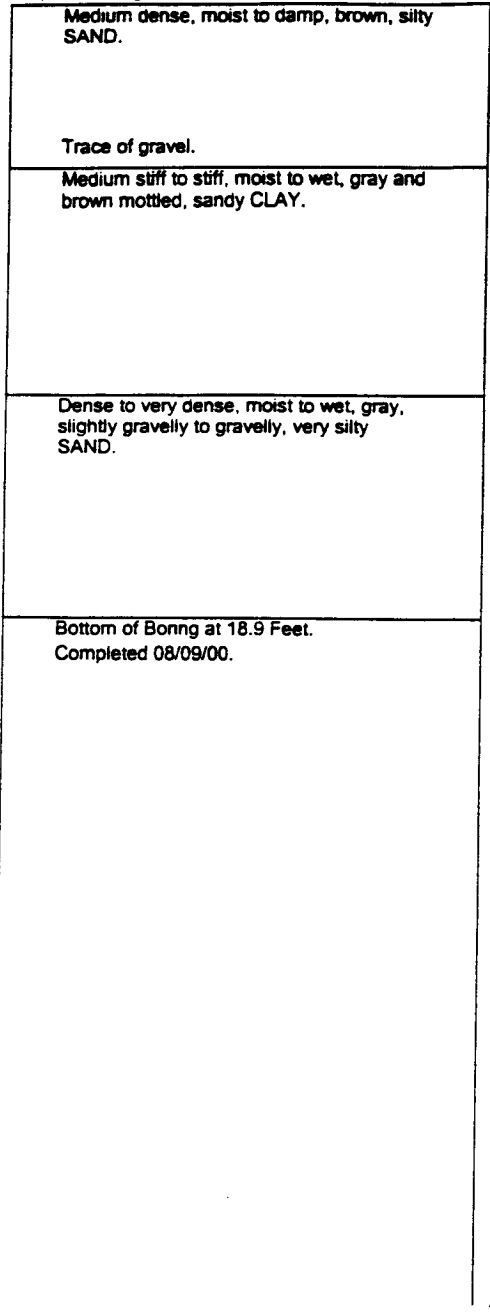 Medium dense, moist to damp, brown, silty
SAND.
Trace of gravel.
Medium stiff to stiff, moist to wet, gray and
brown mottled, sandy CLAY.
Dense to very dense, moist to wet, gray,
slightly gravelly to gravelly, very silty
SAND.
Bottom of Boring at 18.9 Feet.
Completed 08/09/00.